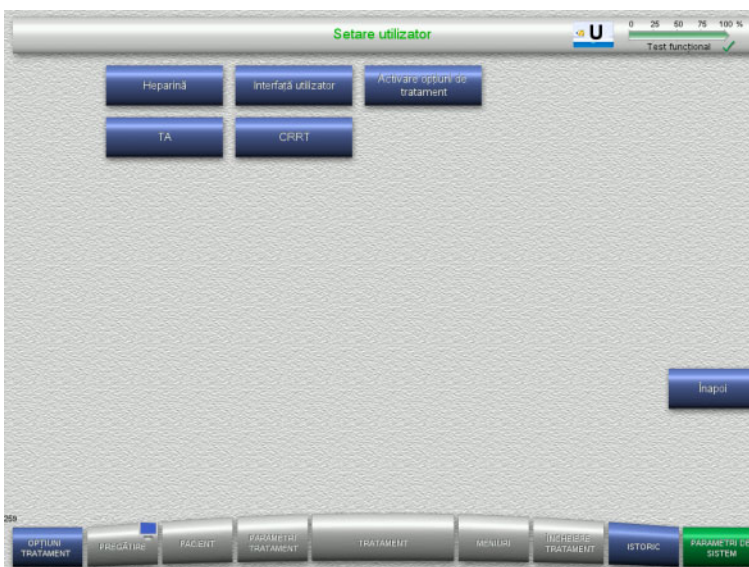 Setare utilizator
U
0 25 50 75 100 %
Test funcțional
Heparină
Interfață utilizator
Activare opțiuni de
tratament
TA
CRRT
Înapoi
259
OPȚIUNI
TRATAMENT
PREGĂTIRE
PACIENT
PARAMETRI
TRATAMENT
TRATAMENT
MENIURI
ÎNCHEIERE
TRATAMENT
ISTORIC
PARAMETRI DE
SISTEM